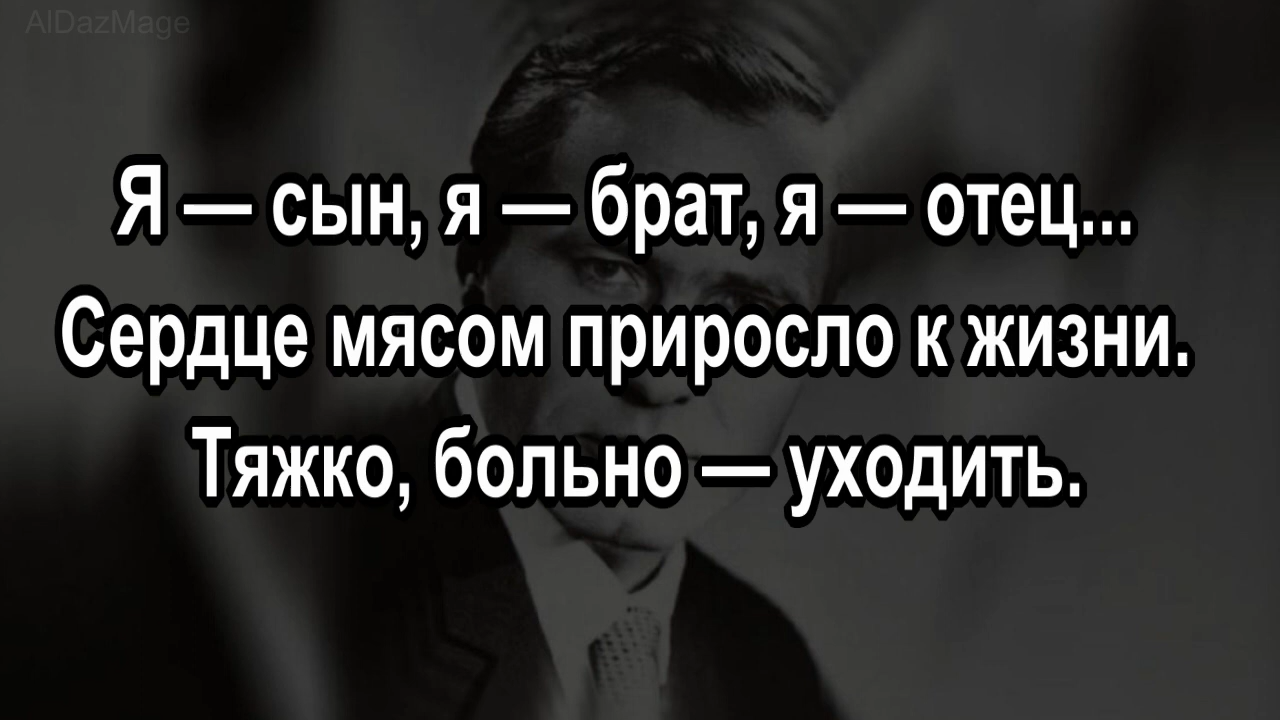 AlDazMage
Я — сын, я — брат, я — отец...
Сердце мясом приросло к жизни.
Тяжко, больно — уходить.